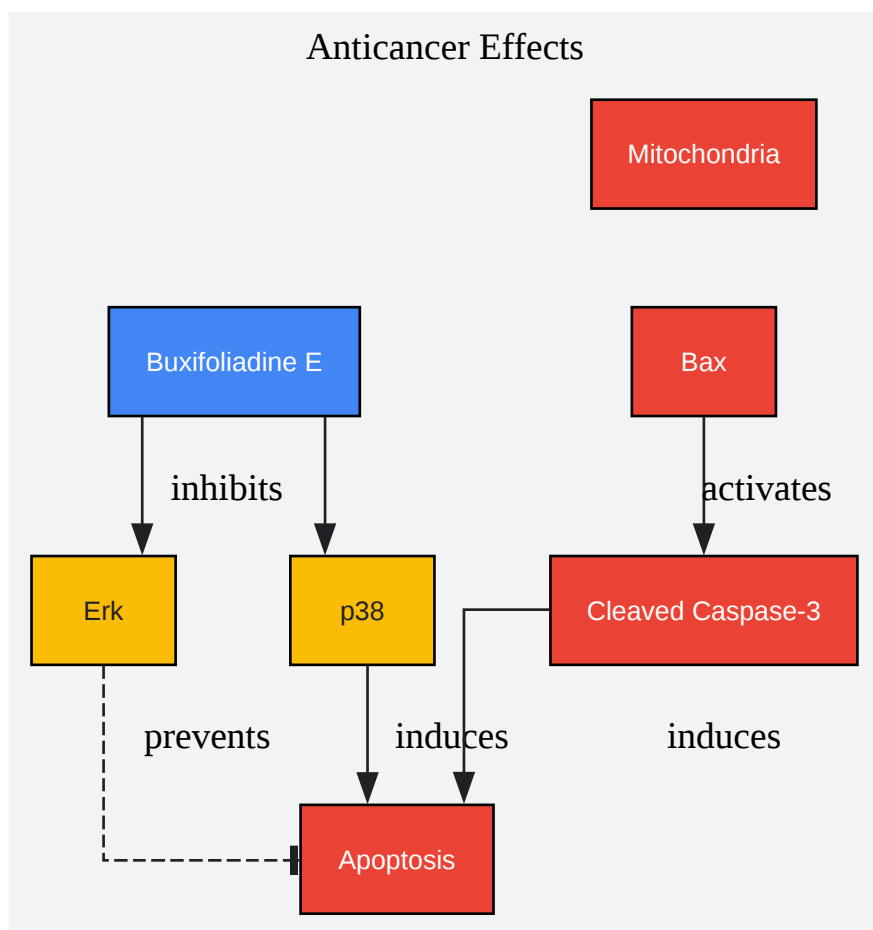 Anticancer Effects
Mitochondria
Buxifoliadine E
Bax
inhibits
activates
Erk
p38
Cleaved Caspase-3
prevents
induces
induces
Apoptosis